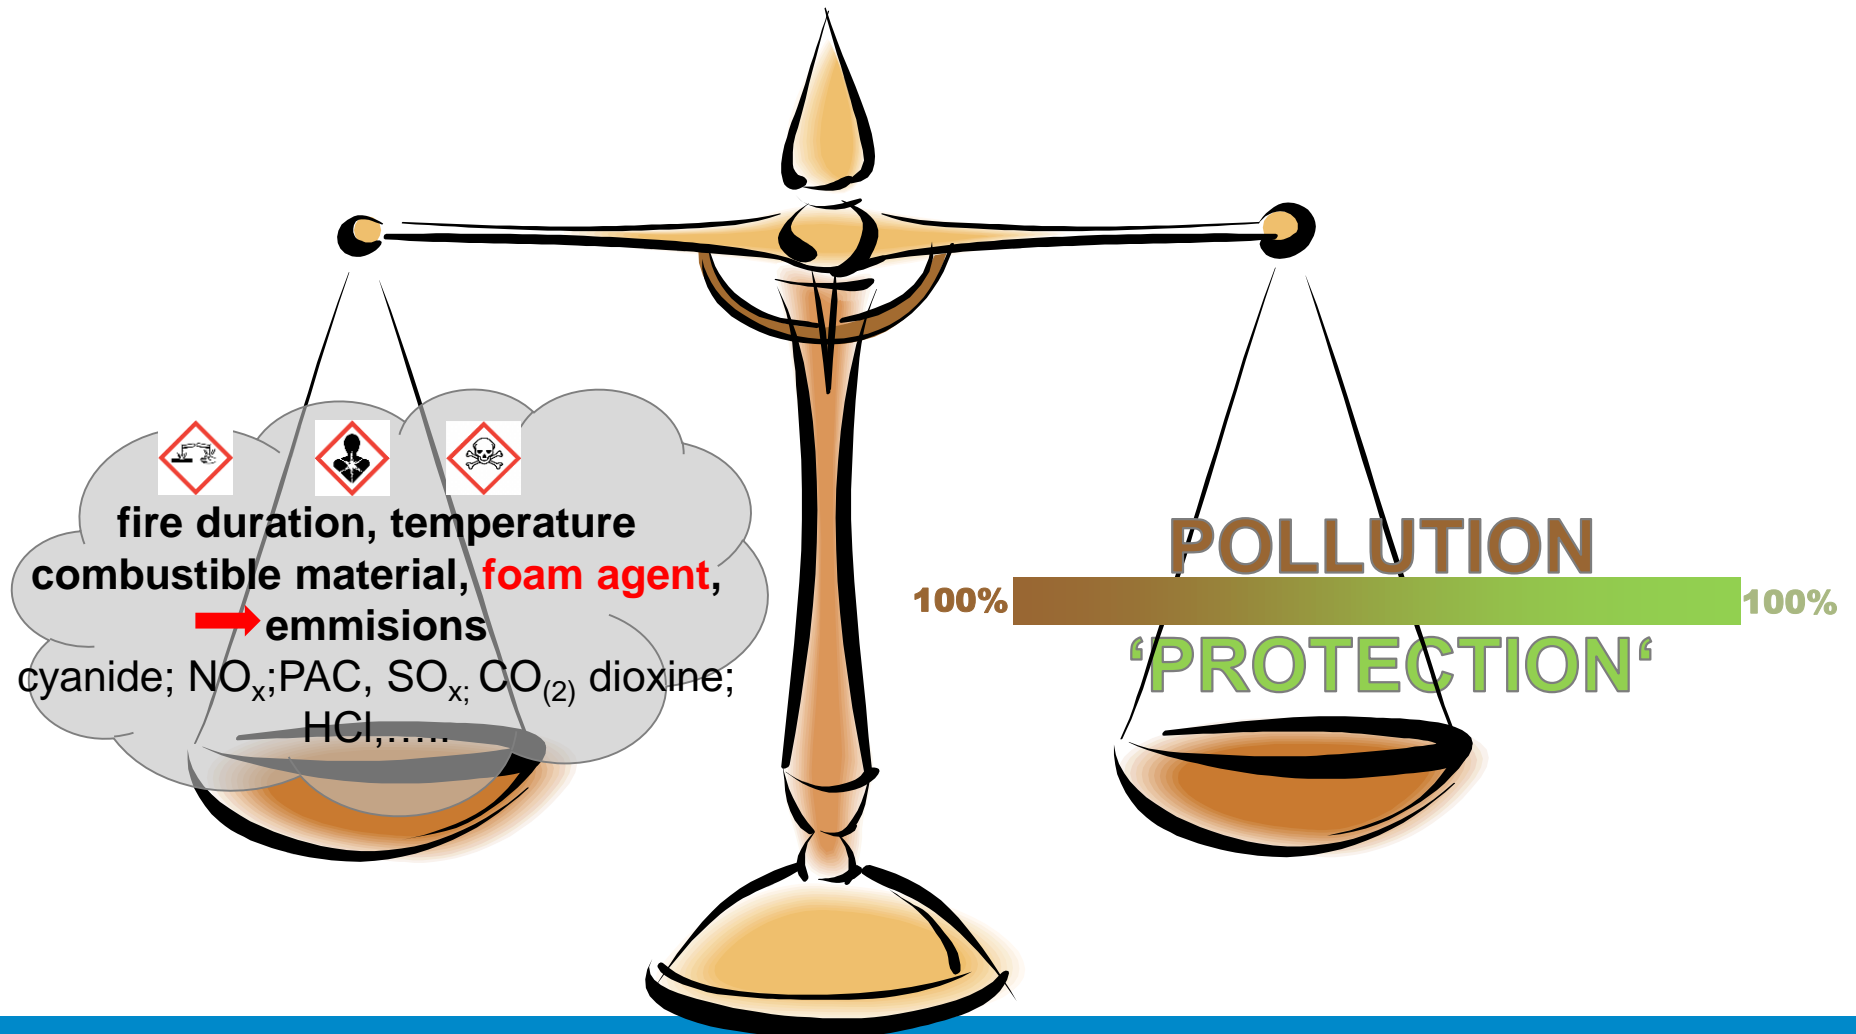 fire duration, temperature
combustible material, foam agent,
emmisions
cyanide; NOx;PAC, SOx; CO(2) dioxine;
HCl,.....
POLLUTION
100% 100%
‘PROTECTION‘